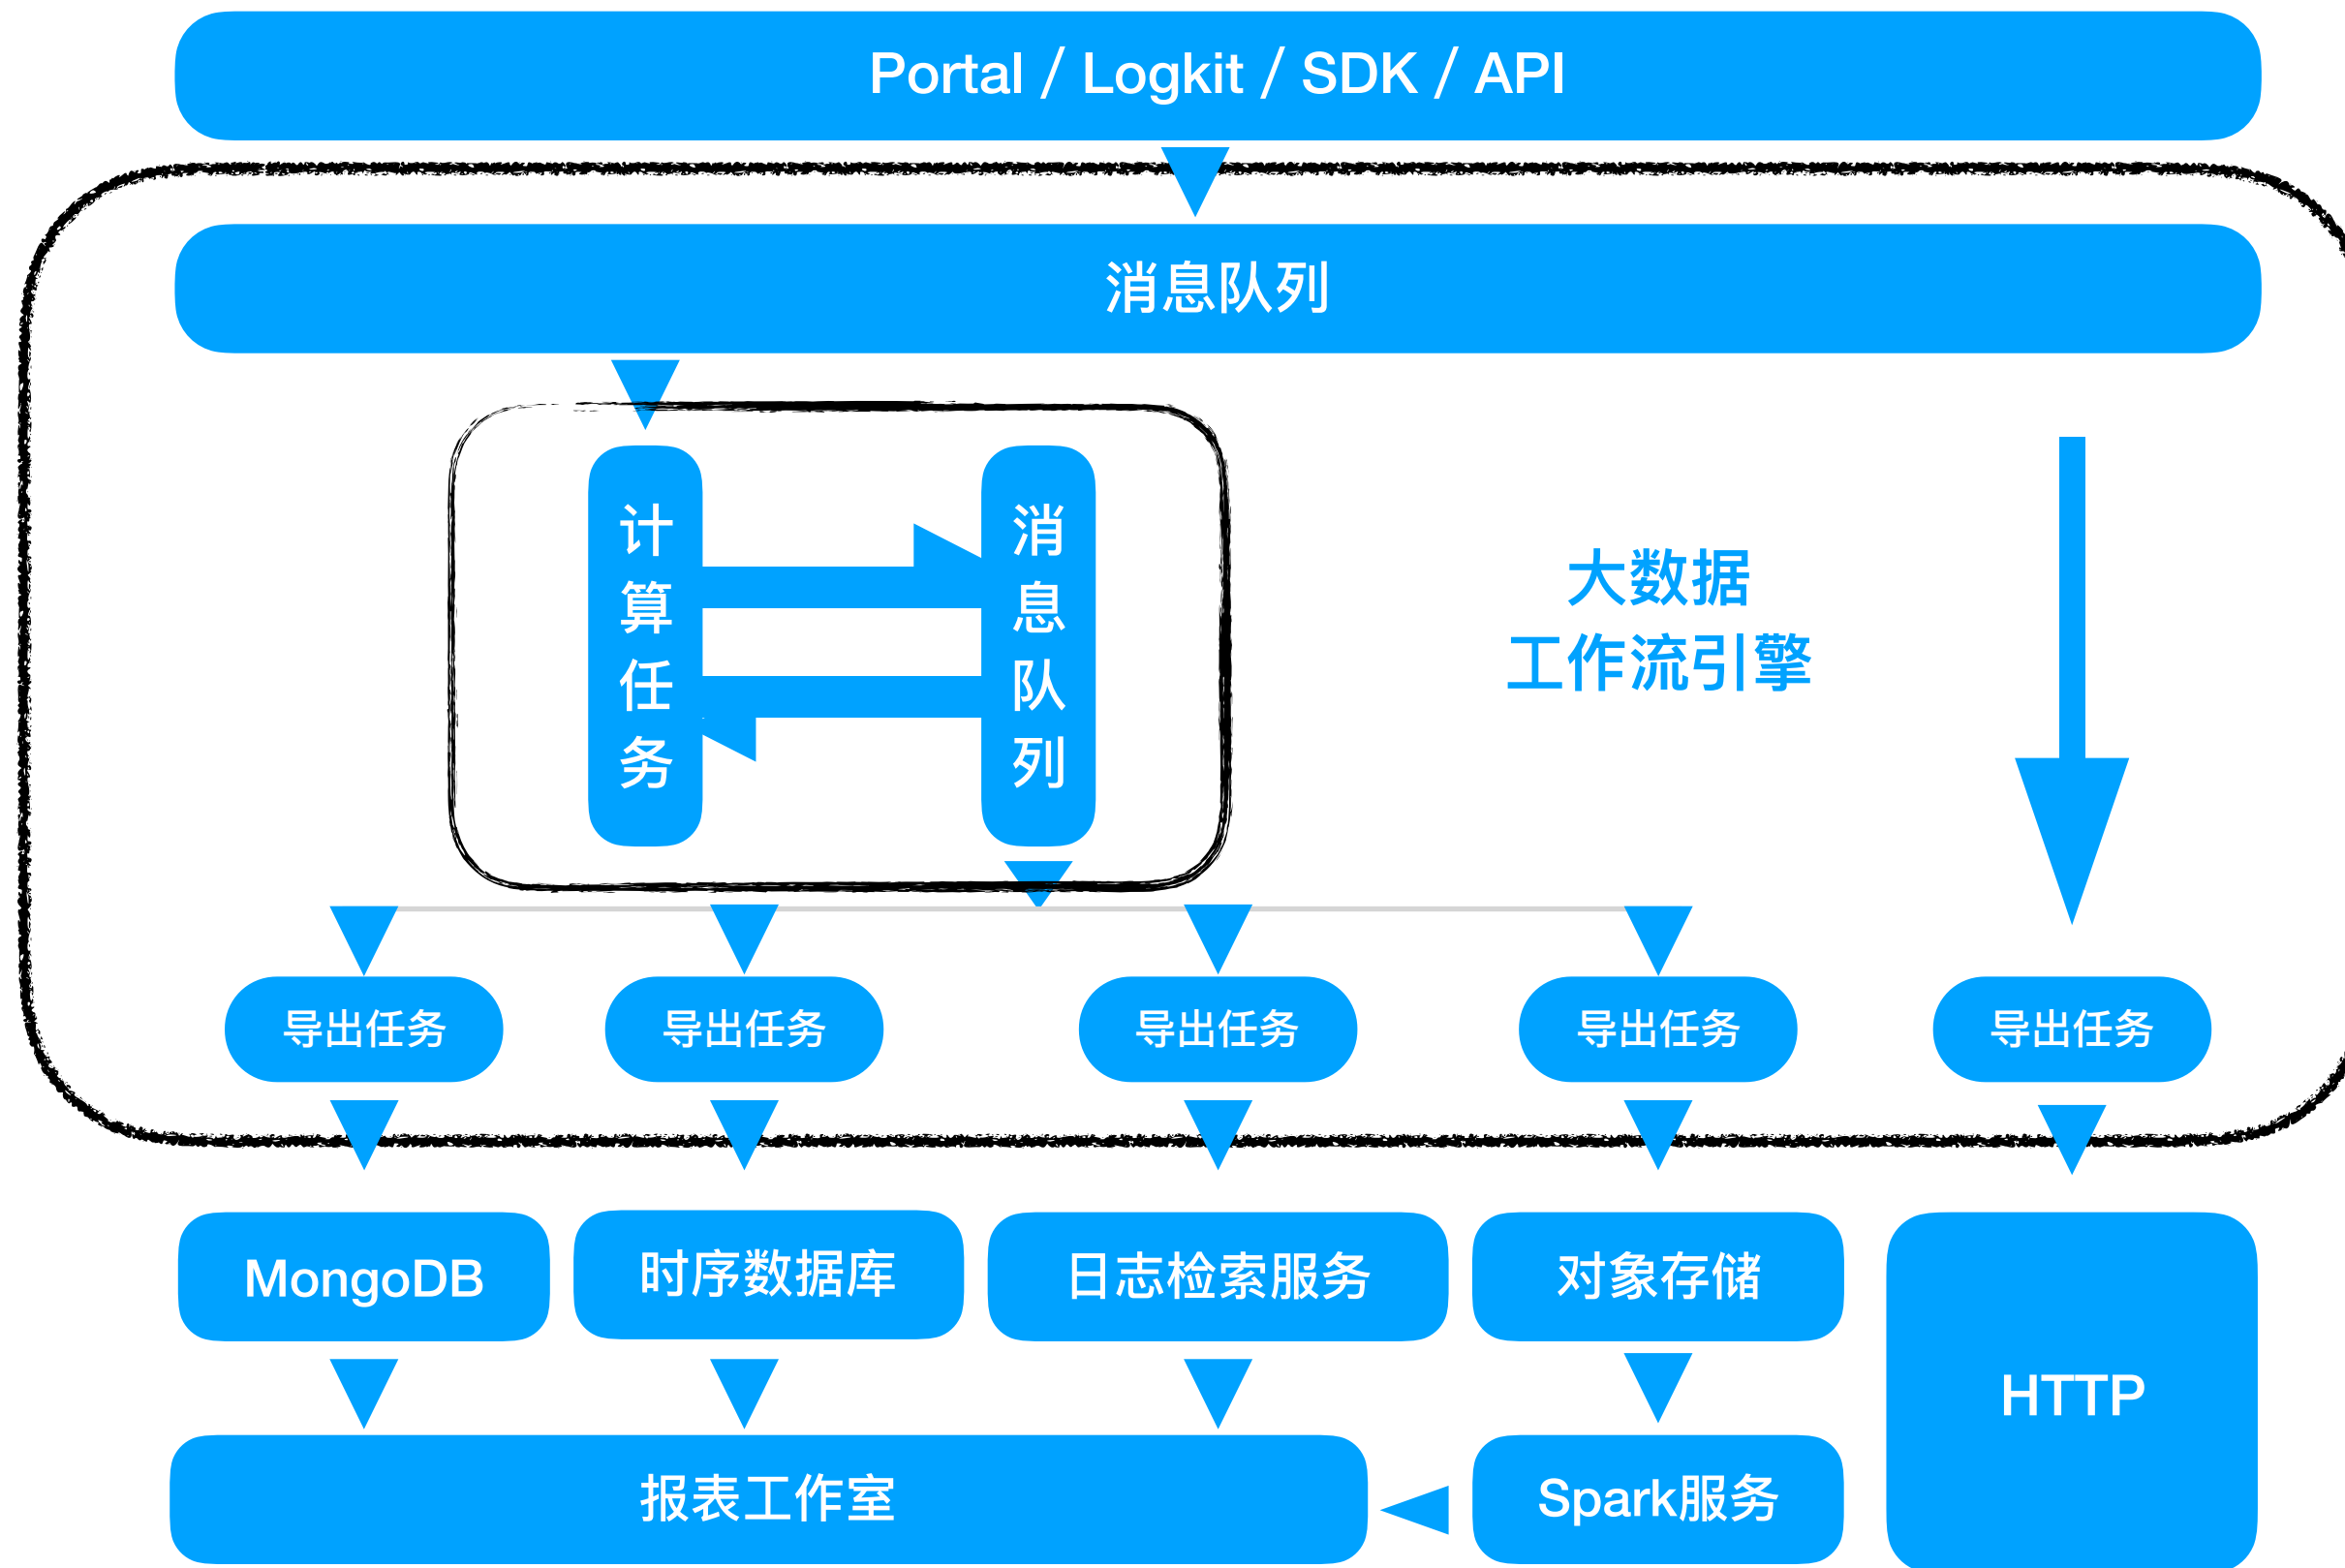 Portal / Logkit / SDK / API
消息队列
计算任务
消息队列
大数据
工作流引擎
导出任务
导出任务
导出任务
导出任务
导出任务
MongoDB
时序数据库
日志检索服务
对象存储
HTTP
报表工作室
Spark服务